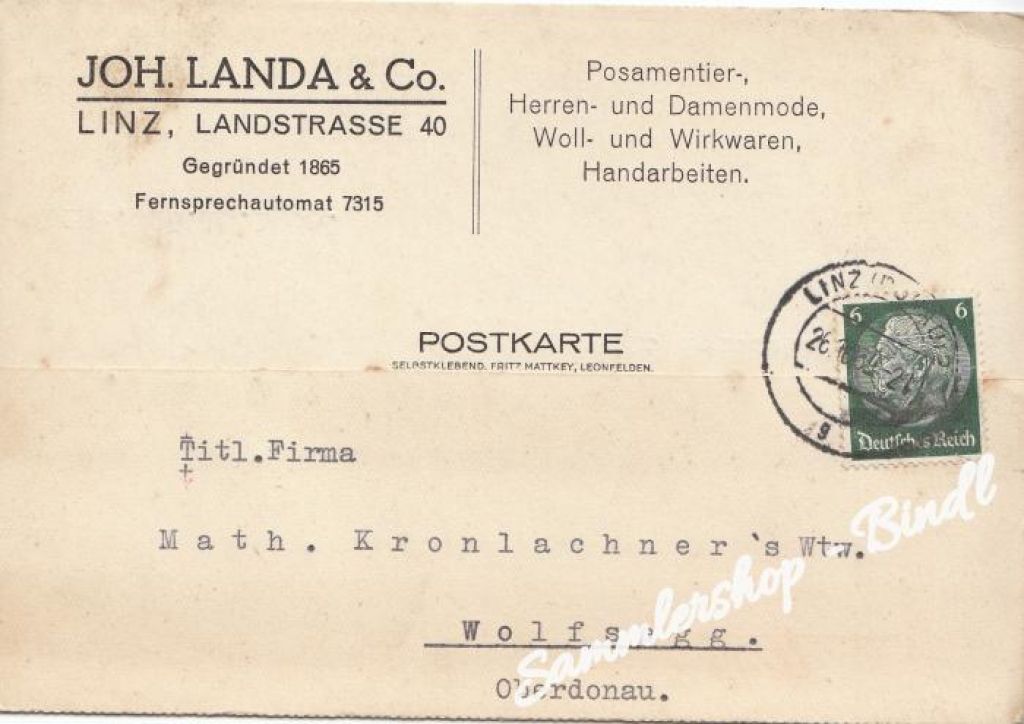 JOH. LANDA & Co.
LINZ, LANDSTRASSE 40
Gegründet 1865
Fernsprechautomat 7315
Posamentier-,
Herren- und Damenmode,
Woll- und Wirkwaren,
Handarbeiten.
LINZ
6 6
Deutsches Reich
g
POSTKARTE
SELBSTKLEBEND. FRITZ MATTKEY, LEONFELDEN.
Titl.Firma
Math. Kronlachner's Wtw.
Wolfsegg.
Oberdonau.
Sammlershop - Bindl